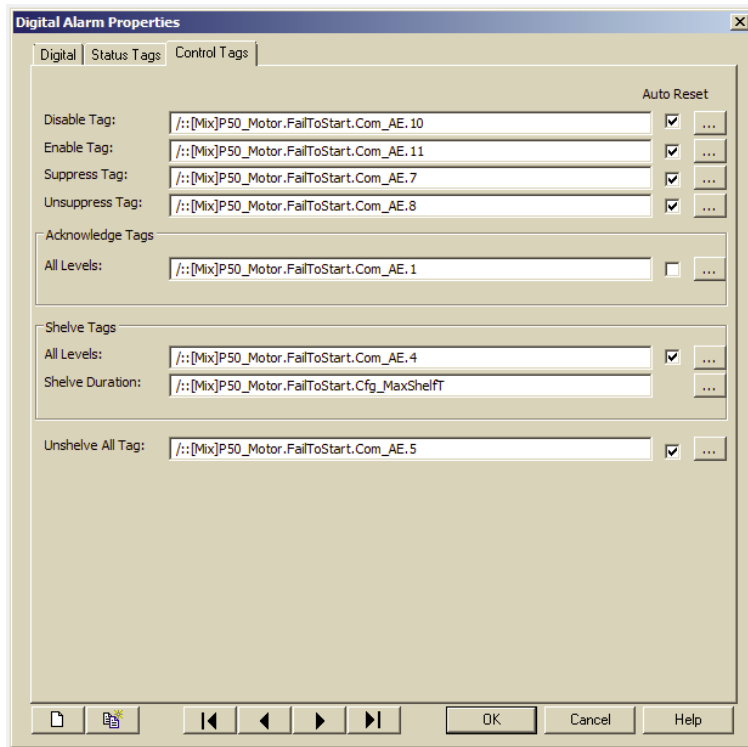 Digital Alarm Properties
Digital Status Tags Control Tags
Auto Reset
Disable Tag: /::[Mix]P50_Motor.FailToStart.Com_AE.10 ...
Enable Tag: /::[Mix]P50_Motor.FailToStart.Com_AE.11 ...
Suppress Tag: /::[Mix]P50_Motor.FailToStart.Com_AE.7 ...
Unsuppress Tag: /::[Mix]P50_Motor.FailToStart.Com_AE.8 ...
Acknowledge Tags
All Levels: /::[Mix]P50_Motor.FailToStart.Com_AE.1 ...
Shelve Tags
All Levels: /::[Mix]P50_Motor.FailToStart.Com_AE.4 ...
Shelve Duration: /::[Mix]P50_Motor.FailToStart.Cfg_MaxShelfT ...
Unshelve All Tag: /::[Mix]P50_Motor.FailToStart.Com_AE.5 ...
OK Cancel Help